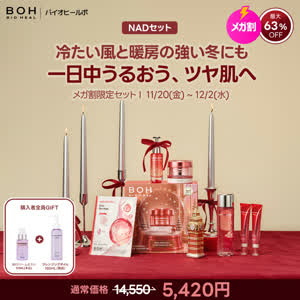 BOH
BIO HEAL
バイオヒールボ
メガ割
最大
63%
OFF
NADセット
冷たい風と暖房の強い冬にも
一日中うるおう、ツヤ肌へ
メガ割限定セット | 11/20(金) ~ 12/2(水)
BOH
購入者全員GIFT
+
通常価格 14,550 5,420円